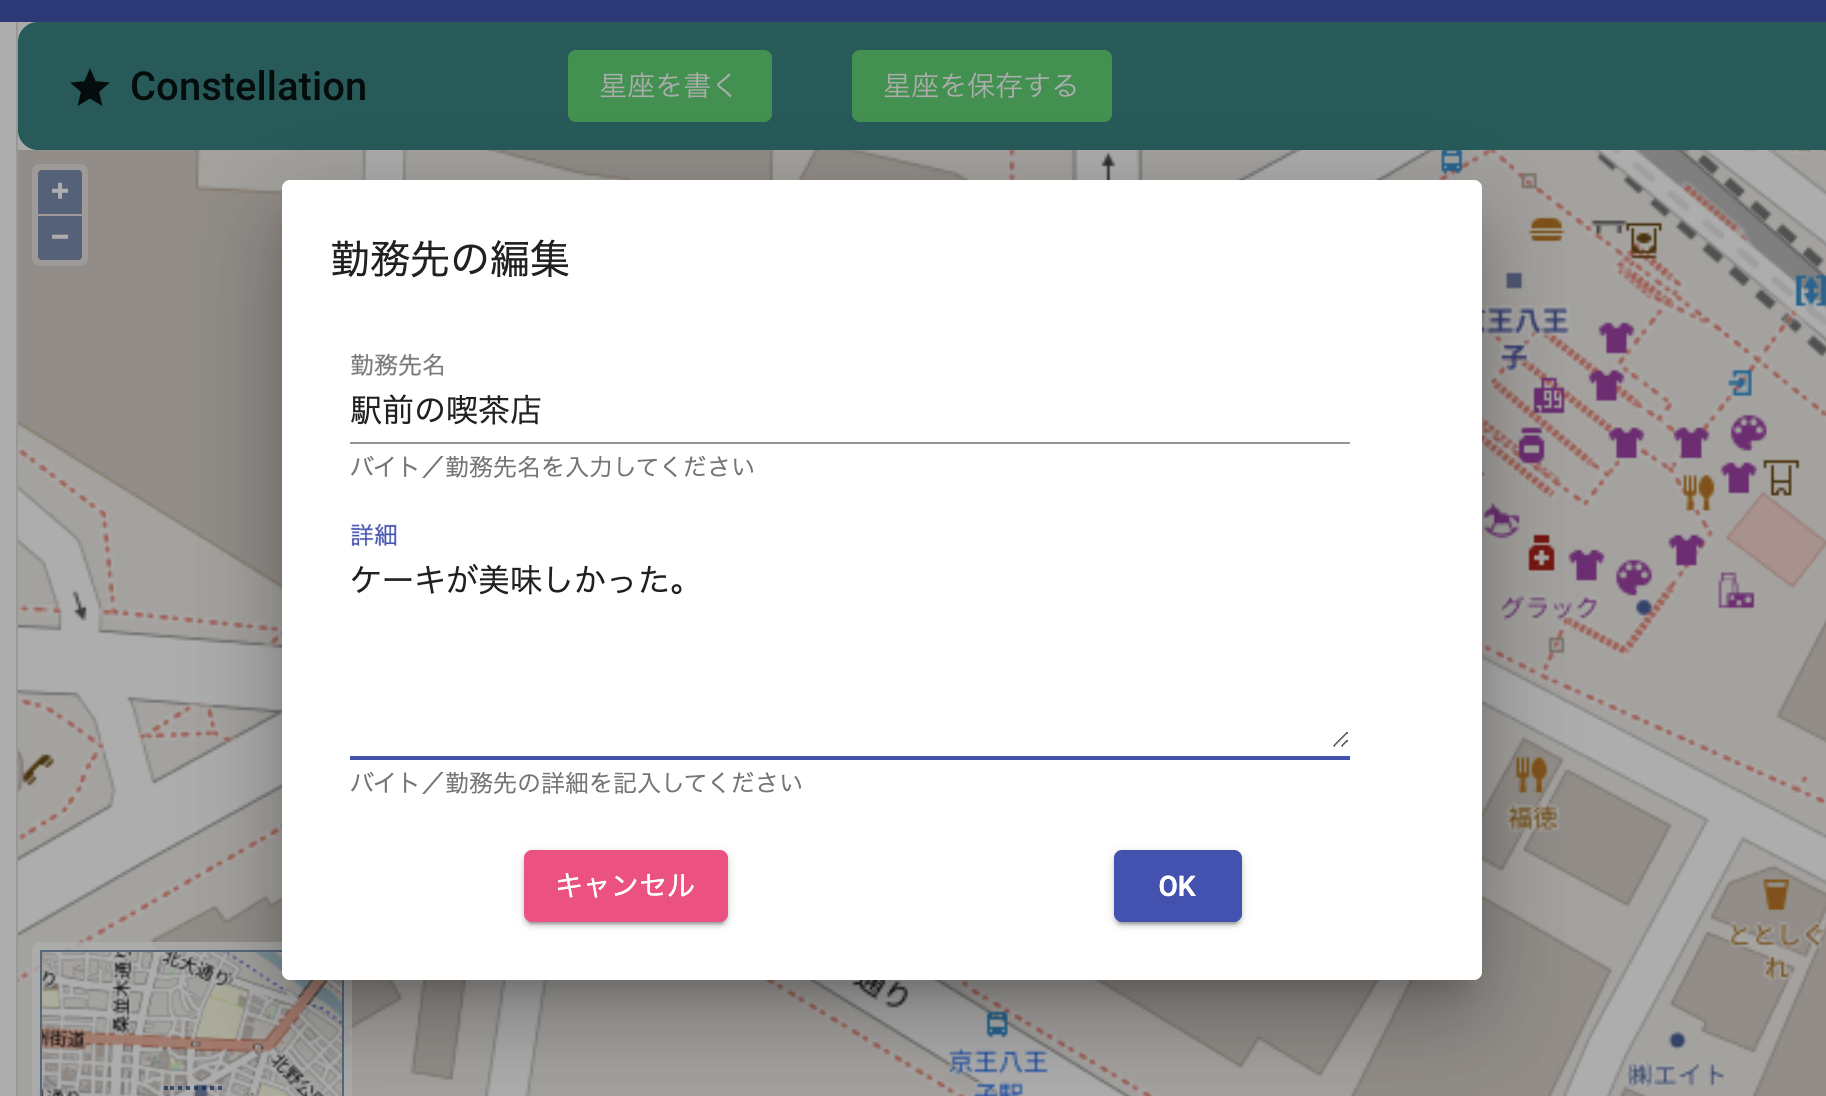 Constellation
星座を書く
星座を保存する
+
−
勤務先の編集
勤務先名
駅前の喫茶店
バイト／勤務先名を入力してください
詳細
ケーキが美味しかった。
バイト／勤務先の詳細を記入してください
キャンセル
OK
王八王
子
グラック
福徳
ととしぐ
れ
㈱エイト
通り
京王八王
子駅
北大通り
桑並木通り
街道
北野公
通り